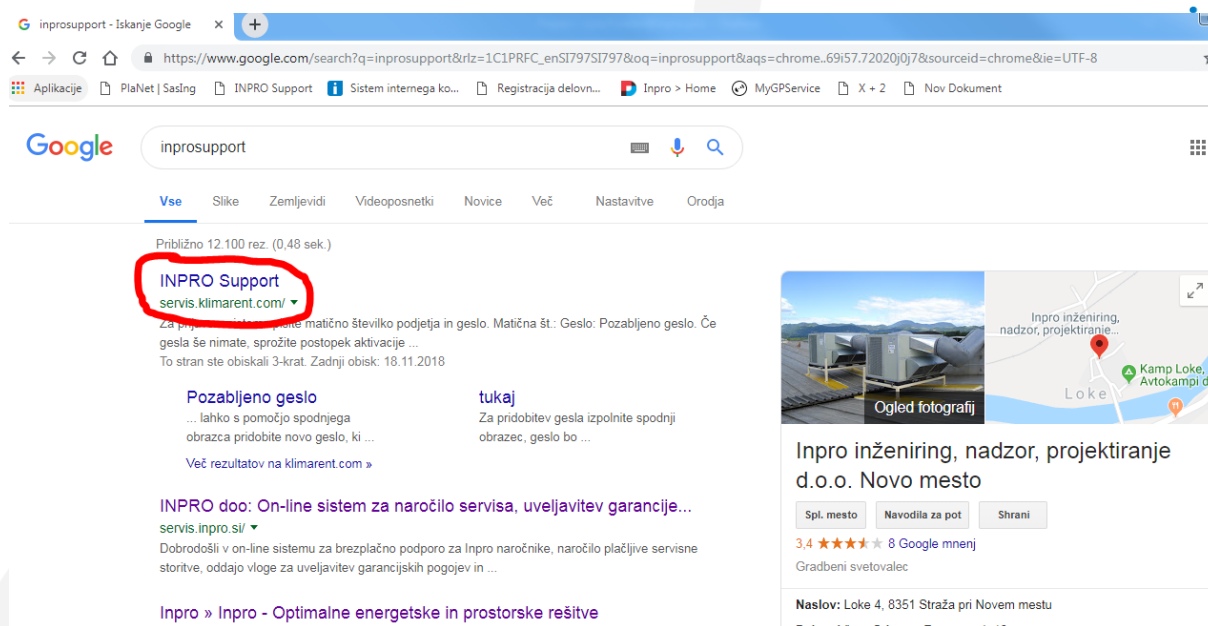 inprosupport - Iskanje Google
https://www.google.com/search?q=inprosupport&rlz=1C1PRFC_enSI797SI797&oq=inprosupport&aqs=chrome..69i57.72020j0j7&sourceid=chrome&ie=UTF-8
Aplikacije PlaNet | SasIng INPRO Support Sistem internega ko... Registracija delovn... Inpro > Home MyGPService X + 2 Nov Dokument
Google
inprosupport
Vse Slike Zemljevidi Videoposnetki Novice Več Nastavitve Orodja
Približno 12.100 rez. (0,48 sek.)
INPRO Support
servis.klimarent.com/
Za matično številko podjetja in geslo. Matična št.: Geslo: Pozabljeno geslo. Če
gesla še nimate, sprožite postopek aktivacije ...
To stran ste obiskali 3-krat. Zadnji obisk: 18.11.2018
Pozabljeno geslo
... lahko s pomočjo spodnjega
obrazca pridobite novo geslo, ki ...
tukaj
Za pridobitev gesla izpolnite spodnji
obrazec, geslo bo ...
Več rezultatov na klimarent.com »
INPRO doo: On-line sistem za naročilo servisa, uveljavitev garancije...
servis.inpro.si/
Dobrodošli v on-line sistemu za brezplačno podporo za Inpro naročnike, naročilo plačljive servisne
storitve, oddajo vloge za uveljavitev garancijskih pogojev in ...
Inpro » Inpro - Optimalne energetske in prostorske rešitve
Ogled fotografij
Inpro inženiring,
nadzor, projektiranje...
Kamp Loke,
Avtokampi d
Loke
Inpro inženiring, nadzor, projektiranje
d.o.o. Novo mesto
Spl. mesto Navodila za pot Shrani
3,4 8 Google mnenj
Gradbeni svetovalec
Naslov: Loke 4, 8351 Straža pri Novem mestu